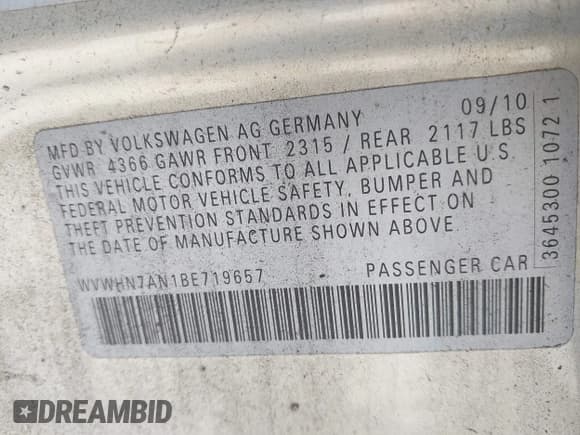 09/10
MFD BY VOLKSWAGEN AG GERMANY
GVWR 4366 GAWR FRONT 2315 / REAR 2117 LBS
THIS VEHICLE CONFORMS TO ALL APPLICABLE U.S.
FEDERAL MOTOR VEHICLE SAFETY, BUMPER AND
THEFT PREVENTION STANDARDS IN EFFECT ON
THE DATE OF MANUFACTURE SHOWN ABOVE.
WVWHN7AN1BE719657 PASSENGER CAR
3645300 1072 1
DREAMBID